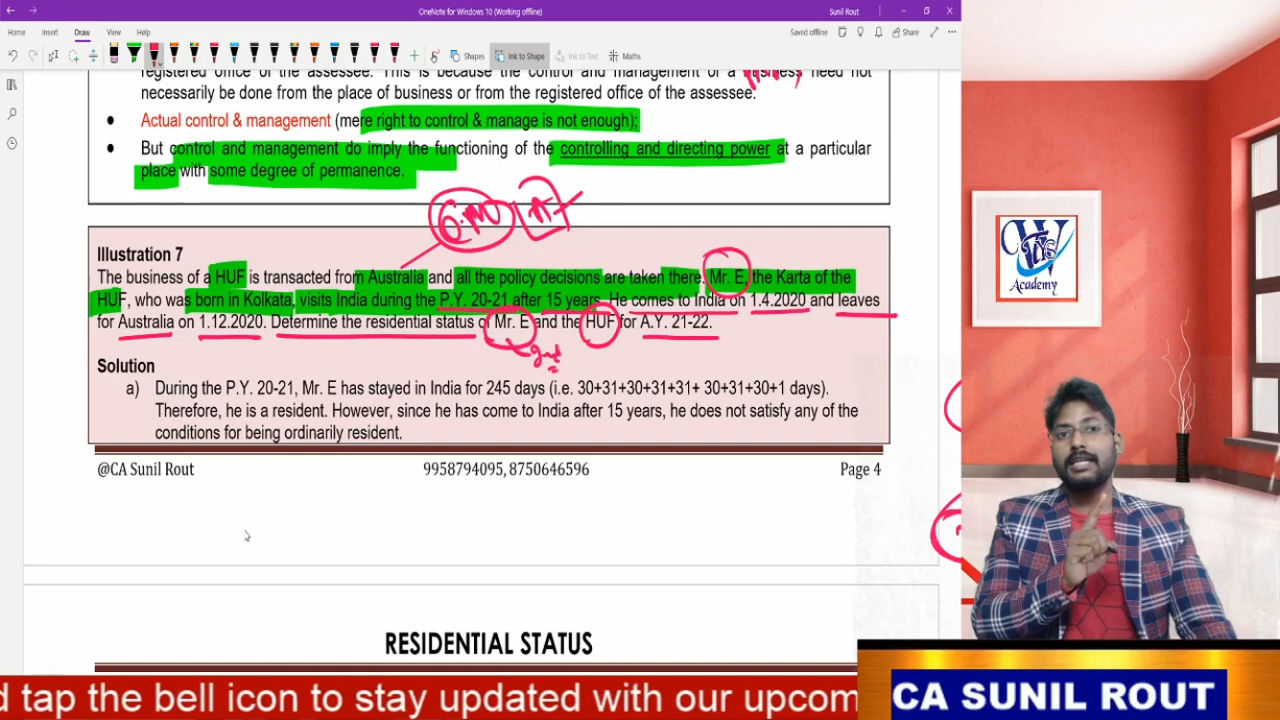 OneNote for Windows 10 (Working offline)
Sunil Rout
Home Insert Draw View Help
Saved offline
Share
Shapes
Ink to Shape
Ink to Text
Maths
registered office of the assessee. This is because the control and management of a business need not
necessarily be done from the place of business or from the registered office of the assessee.
● Actual control & management (mere right to control & manage is not enough);
● But control and management do imply the functioning of the controlling and directing power at a particular
place with some degree of permanence.
Illustration 7
The business of a HUF is transacted from Australia and all the policy decisions are taken there. Mr. E, the Karta of the
HUF, who was born in Kolkata, visits India during the P.Y. 20-21 after 15 years. He comes to India on 1.4.2020 and leaves
for Australia on 1.12.2020. Determine the residential status of Mr. E and the HUF for A.Y. 21-22.
Solution
a) During the P.Y. 20-21, Mr. E has stayed in India for 245 days (i.e. 30+31+30+31+31+ 30+31+30+1 days).
Therefore, he is a resident. However, since he has come to India after 15 years, he does not satisfy any of the
conditions for being ordinarily resident.
@CA Sunil Rout 9958794095, 8750646596 Page 4
RESIDENTIAL STATUS
Academy
d tap the bell icon to stay updated with our upcom
CA SUNIL ROUT